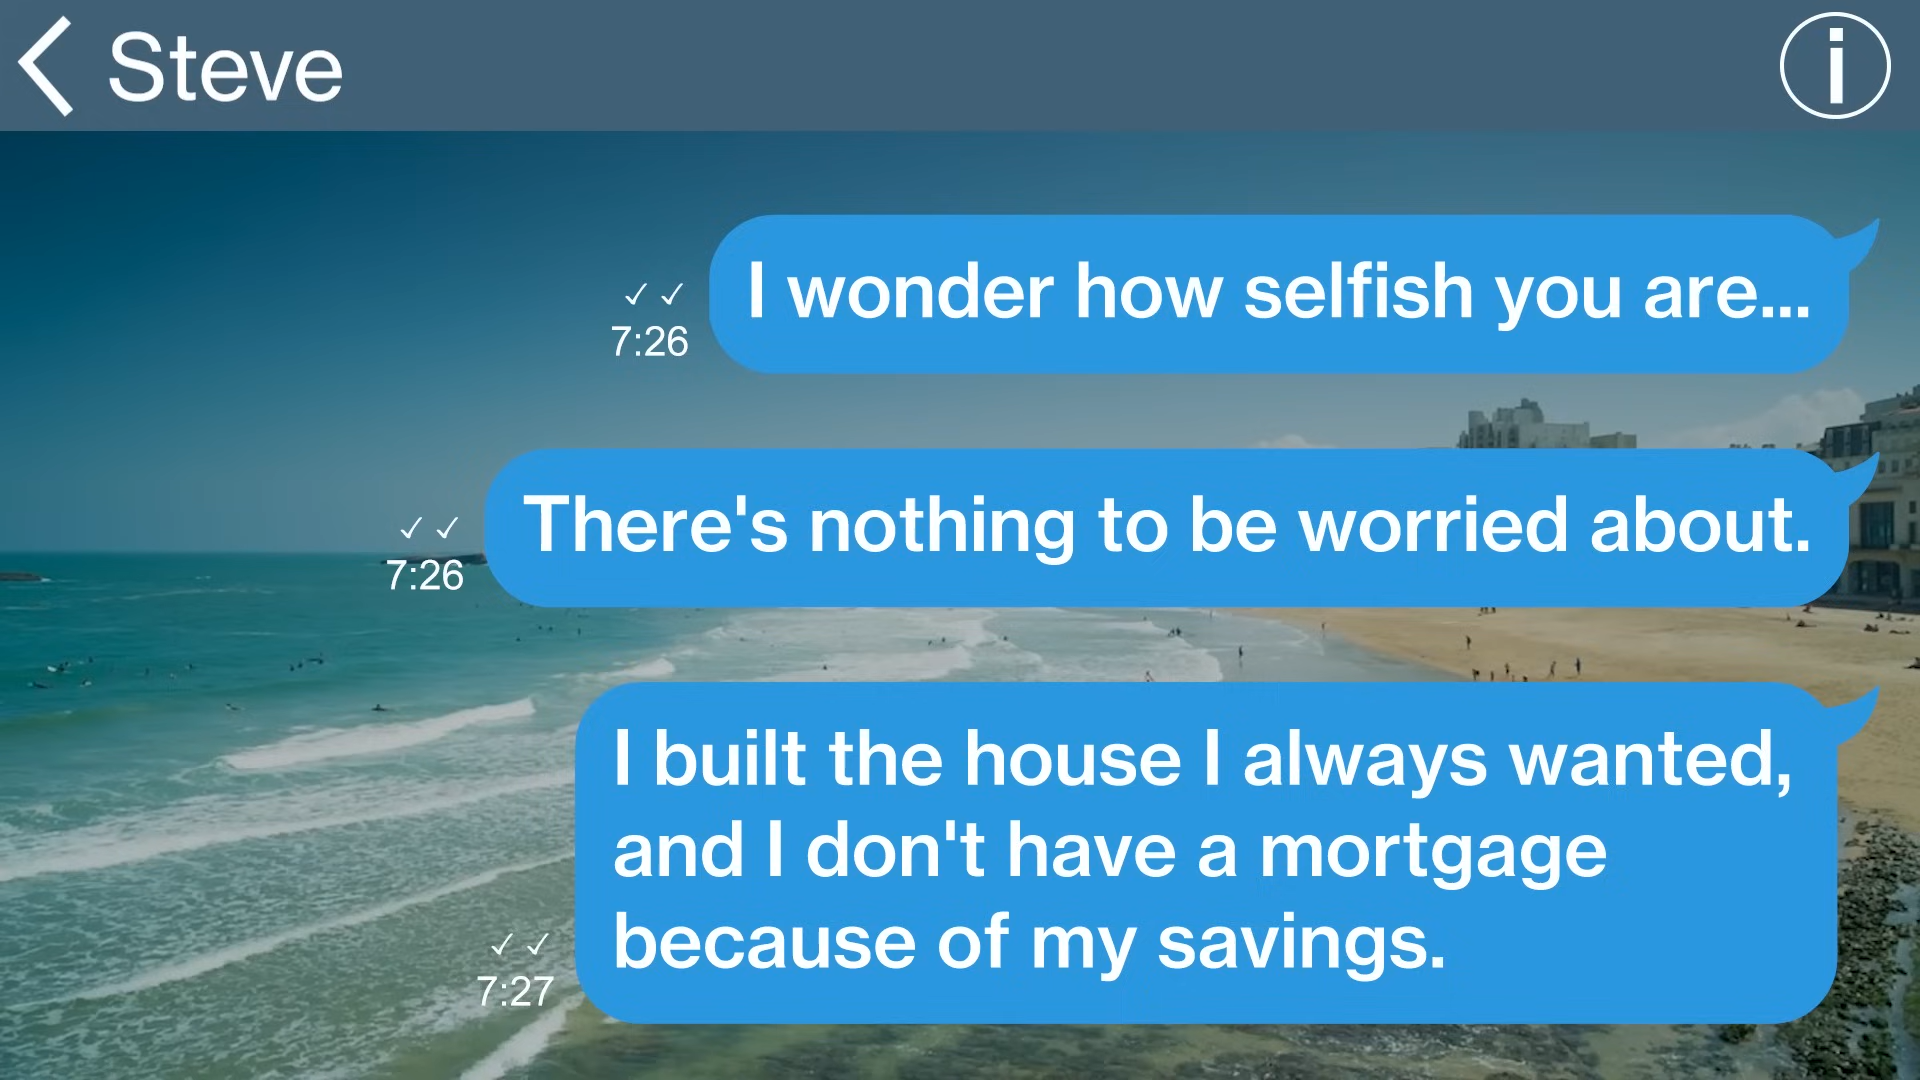 Steve
I wonder how selfish you are...
✓ ✓
7:26
There's nothing to be worried about.
✓ ✓
7:26
I built the house I always wanted,
and I don't have a mortgage
because of my savings.
✓ ✓
7:27